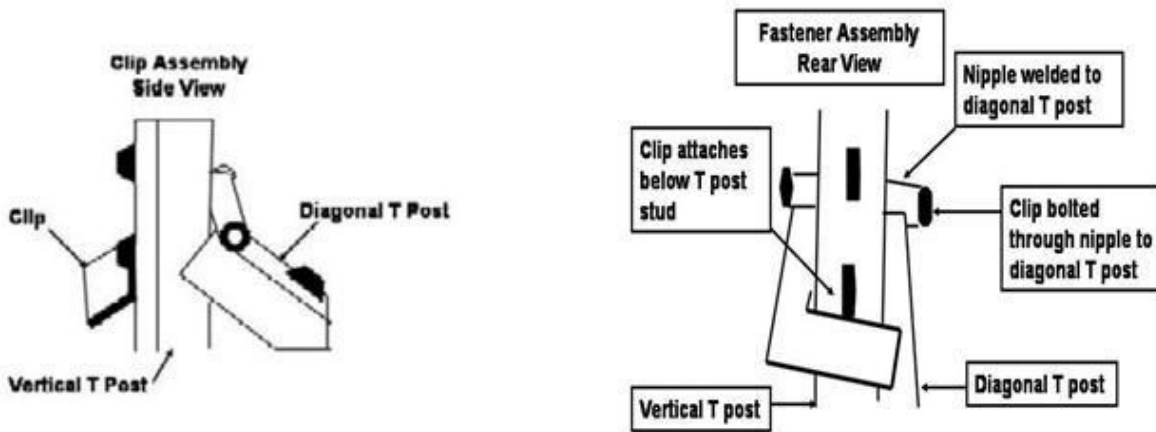 Clip Assembly
Side View
Clip
Diagonal T Post
Vertical T Post
Fastener Assembly
Rear View
Nipple welded to
diagonal T post
Clip attaches
below T post
stud
Clip bolted
through nipple to
diagonal T post
Vertical T post
Diagonal T post